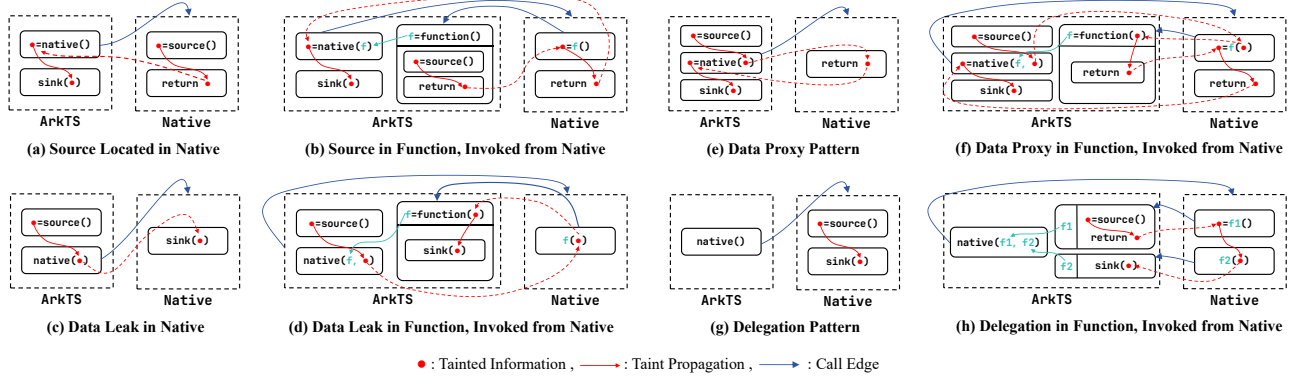 =native()
sink( )
ArkTS
=source()
return
Native
(a) Source Located in Native
=native(f)
sink( )
f=function()
=source()
return
ArkTS
=f()
return
Native
(b) Source in Function, Invoked from Native
=source()
=native( )
sink( )
ArkTS
return
Native
(e) Data Proxy Pattern
=source()
=native(f, )
sink( )
f=function( )
return
ArkTS
=f( )
return
Native
(f) Data Proxy in Function, Invoked from Native
=source()
native( )
ArkTS
sink( )
Native
(c) Data Leak in Native
=source()
native(f, )
f=function( )
sink( )
ArkTS
f( )
Native
(d) Data Leak in Function, Invoked from Native
native()
ArkTS
=source()
sink( )
Native
(g) Delegation Pattern
native(f1, f2)
f1
=source()
return
f2
sink( )
ArkTS
=f1()
f2( )
Native
(h) Delegation in Function, Invoked from Native
: Tainted Information , : Taint Propagation , : Call Edge